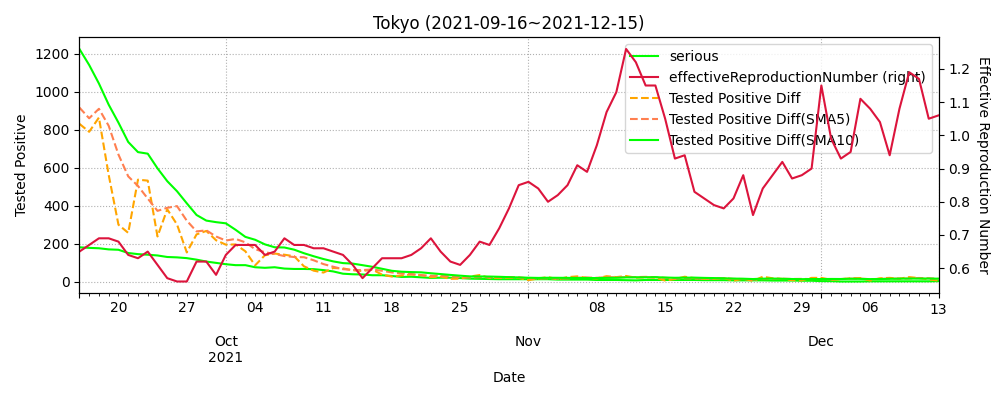 Tokyo (2021-09-16~2021-12-15)
serious
effectiveReproductionNumber (right)
Tested Positive Diff
Tested Positive Diff(SMA5)
Tested Positive Diff(SMA10)
Tested Positive
1200
1000
800
600
400
200
0
1.2
1.1
1.0
0.9
0.8
0.7
0.6
Effective Reproduction Number
20 27 04 11 18 25 08 15 22 29 06 13
Oct Nov Dec
2021
Date